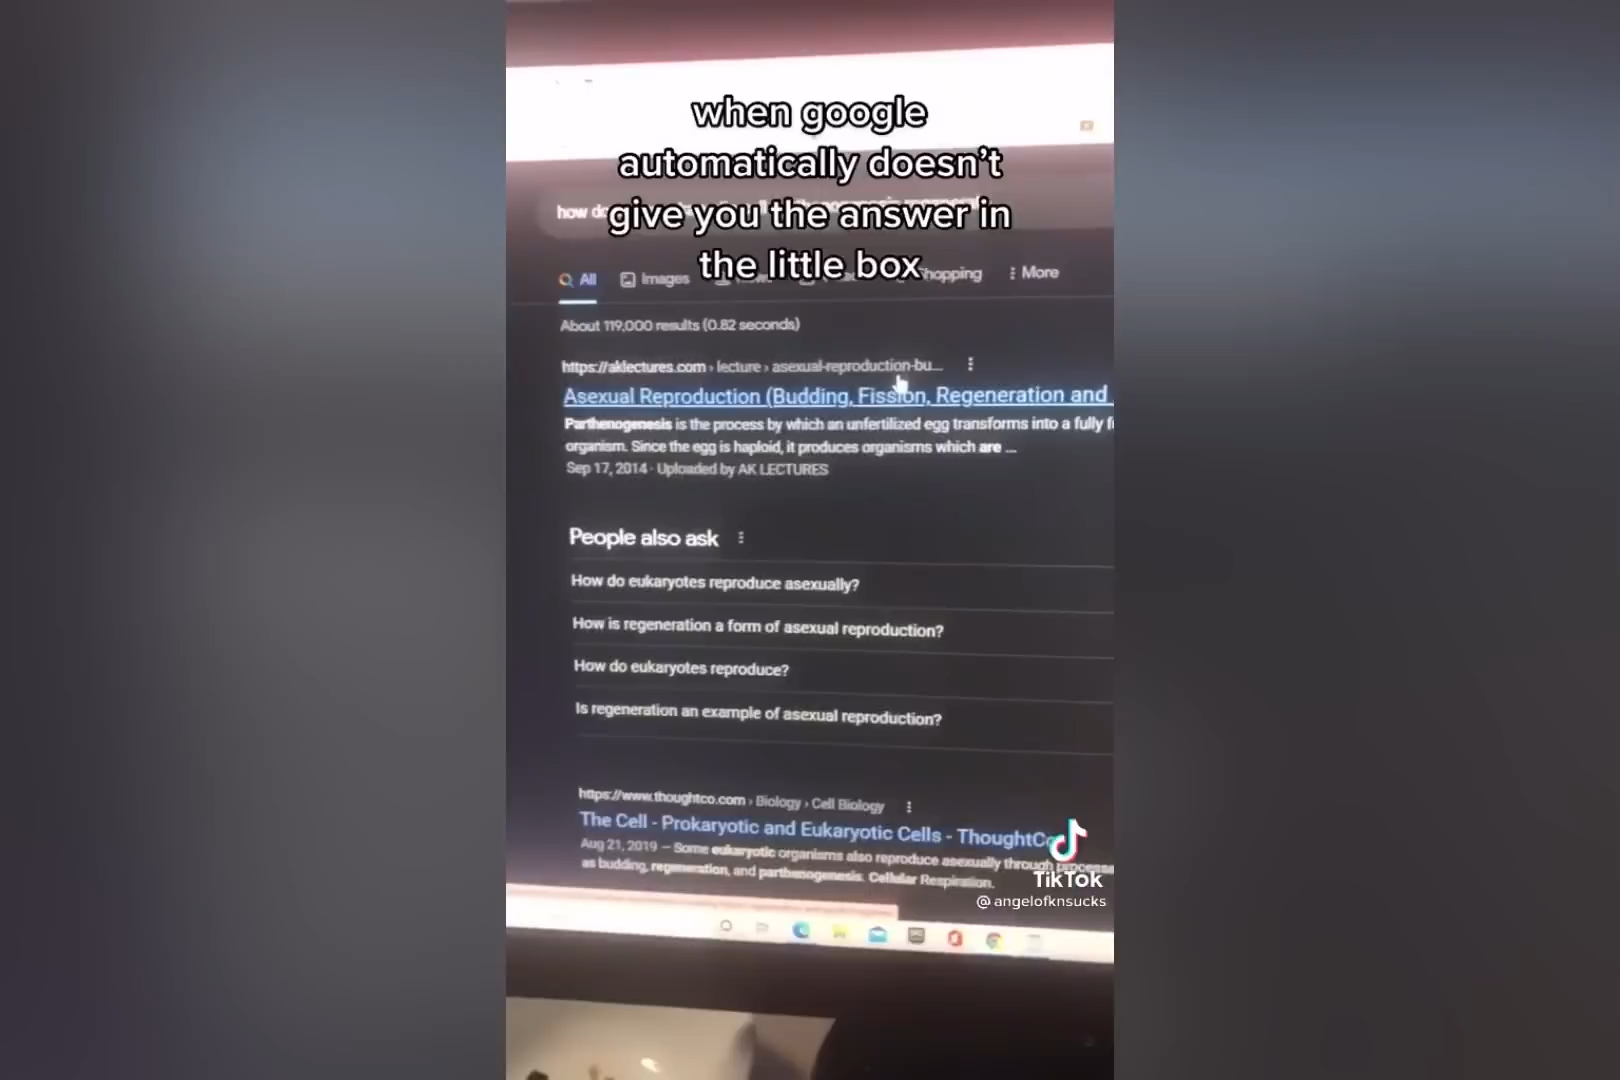 when google
automatically doesn't
give you the answer in
the little box
how do
All Images Shopping More
About 119,000 results (0.82 seconds)
https://aklectures.com › lecture › asexual-reproduction-bu...
Asexual Reproduction (Budding, Fission, Regeneration and
Parthenogenesis is the process by which an unfertilized egg transforms into a fully f
organism. Since the egg is haploid, it produces organisms which are ...
Sep 17, 2014 · Uploaded by AK LECTURES
People also ask
How do eukaryotes reproduce asexually?
How is regeneration a form of asexual reproduction?
How do eukaryotes reproduce?
Is regeneration an example of asexual reproduction?
https://www.thoughtco.com › Biology › Cell Biology
The Cell - Prokaryotic and Eukaryotic Cells - ThoughtC
Aug 21, 2019 — Some eukaryotic organisms also reproduce asexually through processe
as budding, regeneration, and parthenogenesis. Cellular Respiration.
TikTok
@angelofknsucks